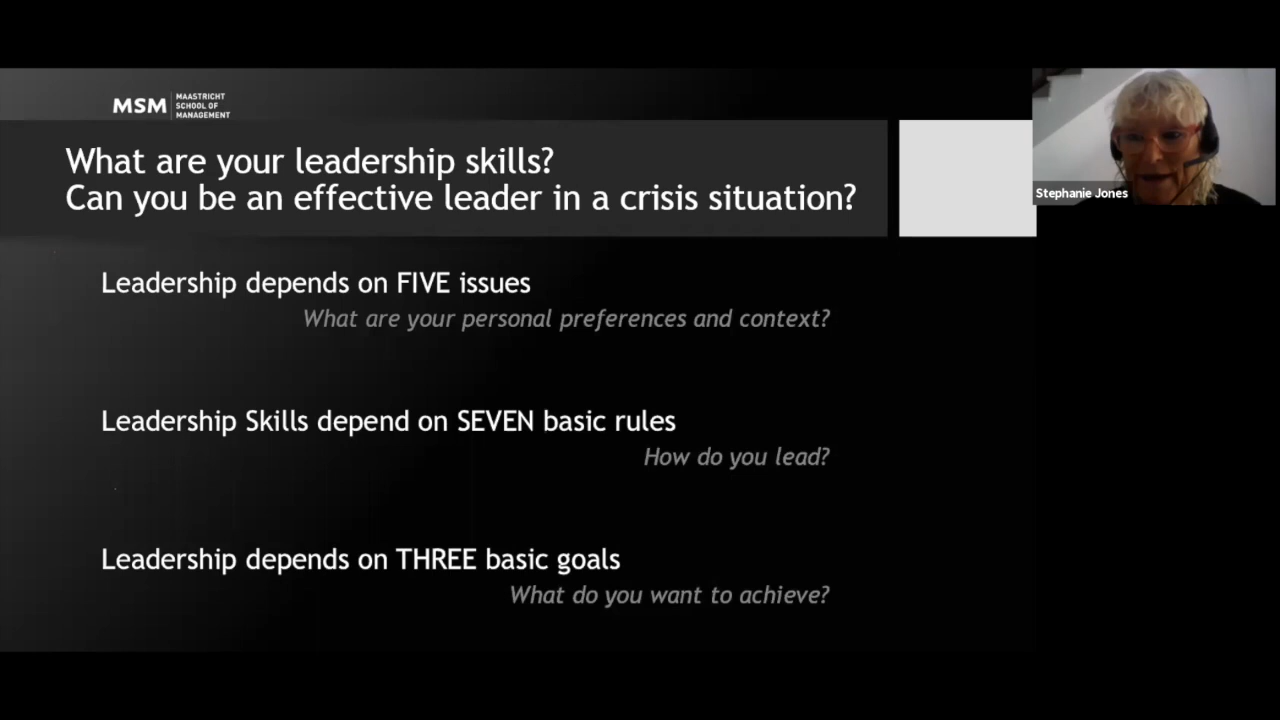 MSM
MAASTRICHT
SCHOOL OF
MANAGEMENT
What are your leadership skills?
Can you be an effective leader in a crisis situation?
Stephanie Jones
Leadership depends on FIVE issues
What are your personal preferences and context?
Leadership Skills depend on SEVEN basic rules
How do you lead?
Leadership depends on THREE basic goals
What do you want to achieve?